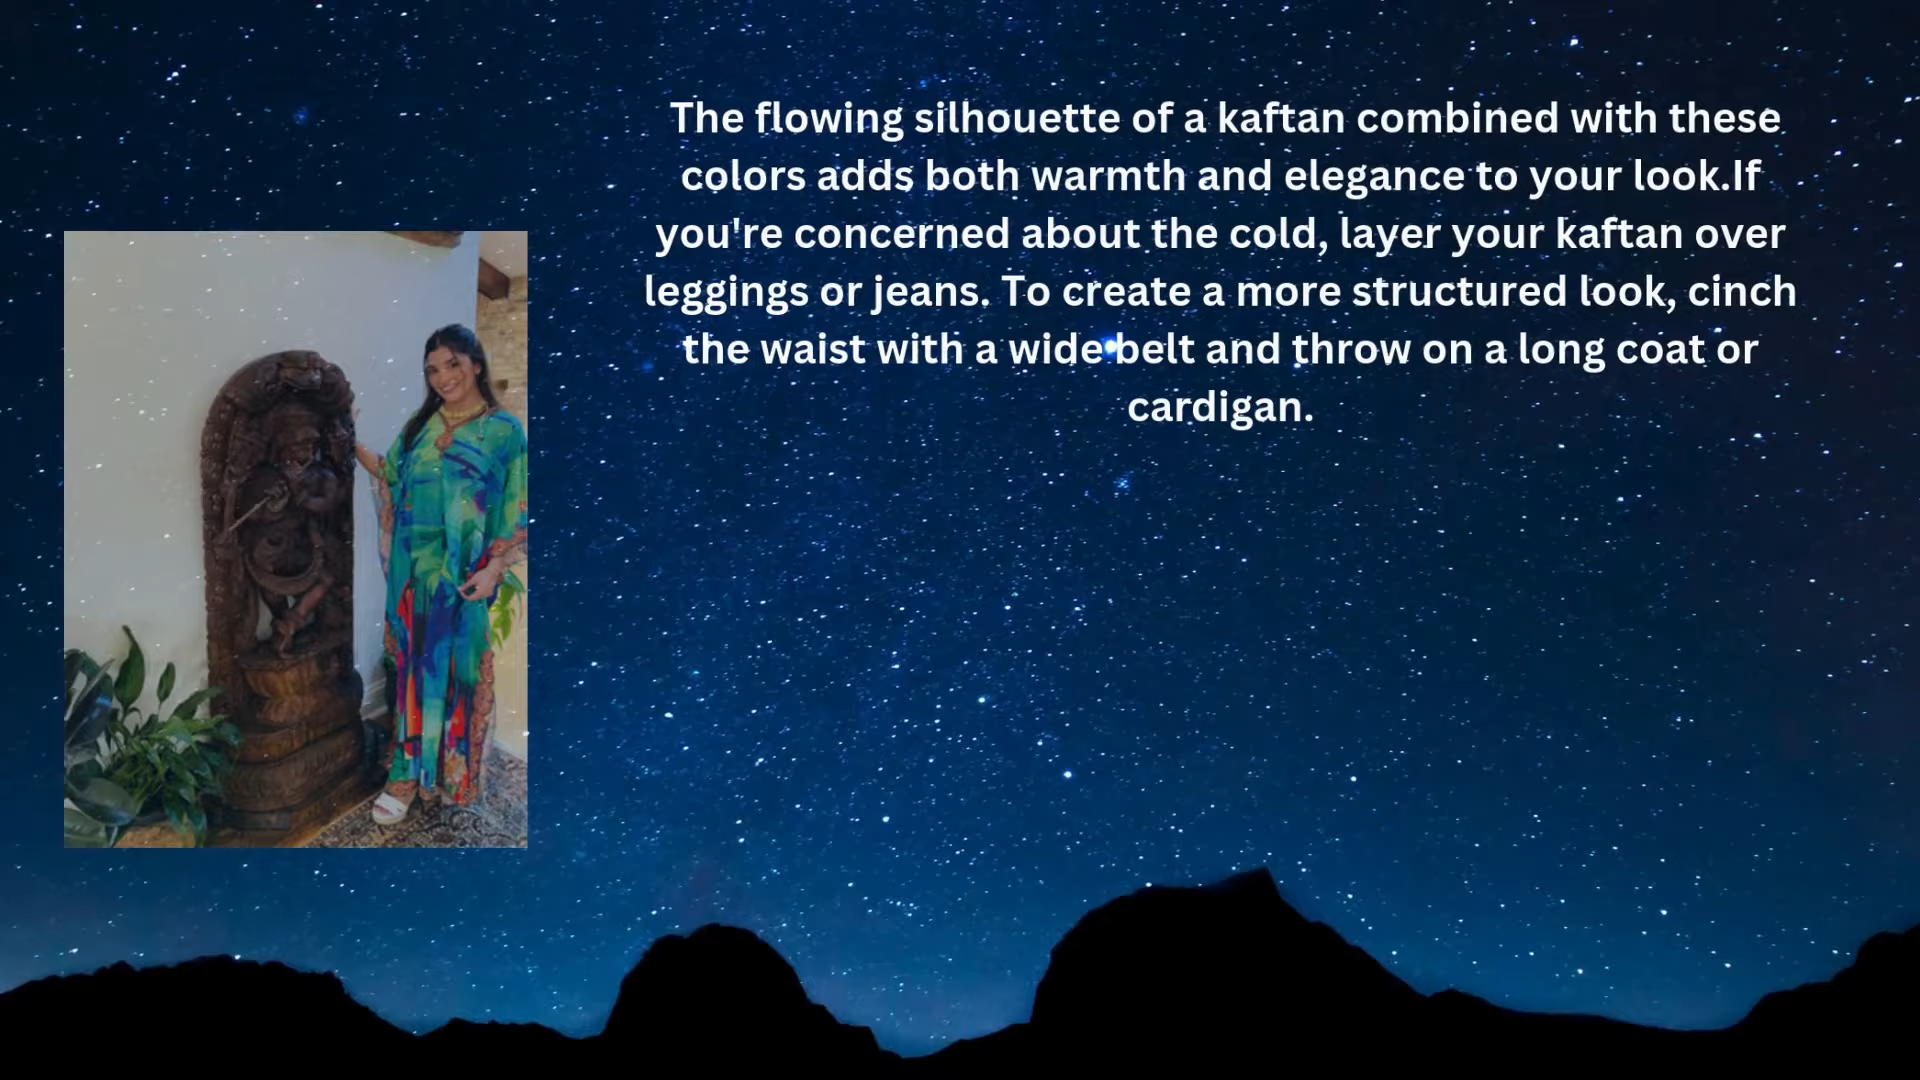 The flowing silhouette of a kaftan combined with these
colors adds both warmth and elegance to your look.If
you're concerned about the cold, layer your kaftan over
leggings or jeans. To create a more structured look, cinch
the waist with a wide belt and throw on a long coat or
cardigan.